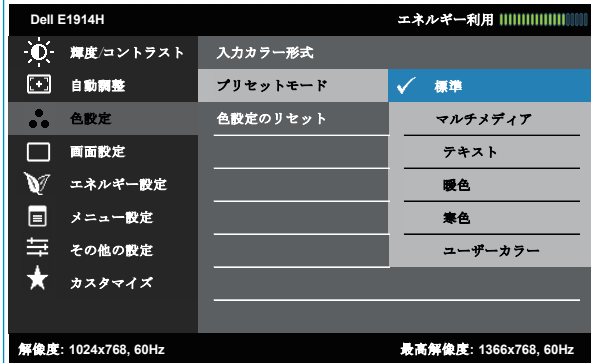 Dell E1914H エネルギー利用
輝度/コントラスト 入力カラー形式
自動調整 プリセットモード ✓ 標準
色設定 色設定のリセット マルチメディア
画面設定 テキスト
エネルギー設定 暖色
メニュー設定 寒色
その他の設定 ユーザーカラー
カスタマイズ
解像度: 1024x768, 60Hz 最高解像度: 1366x768, 60Hz